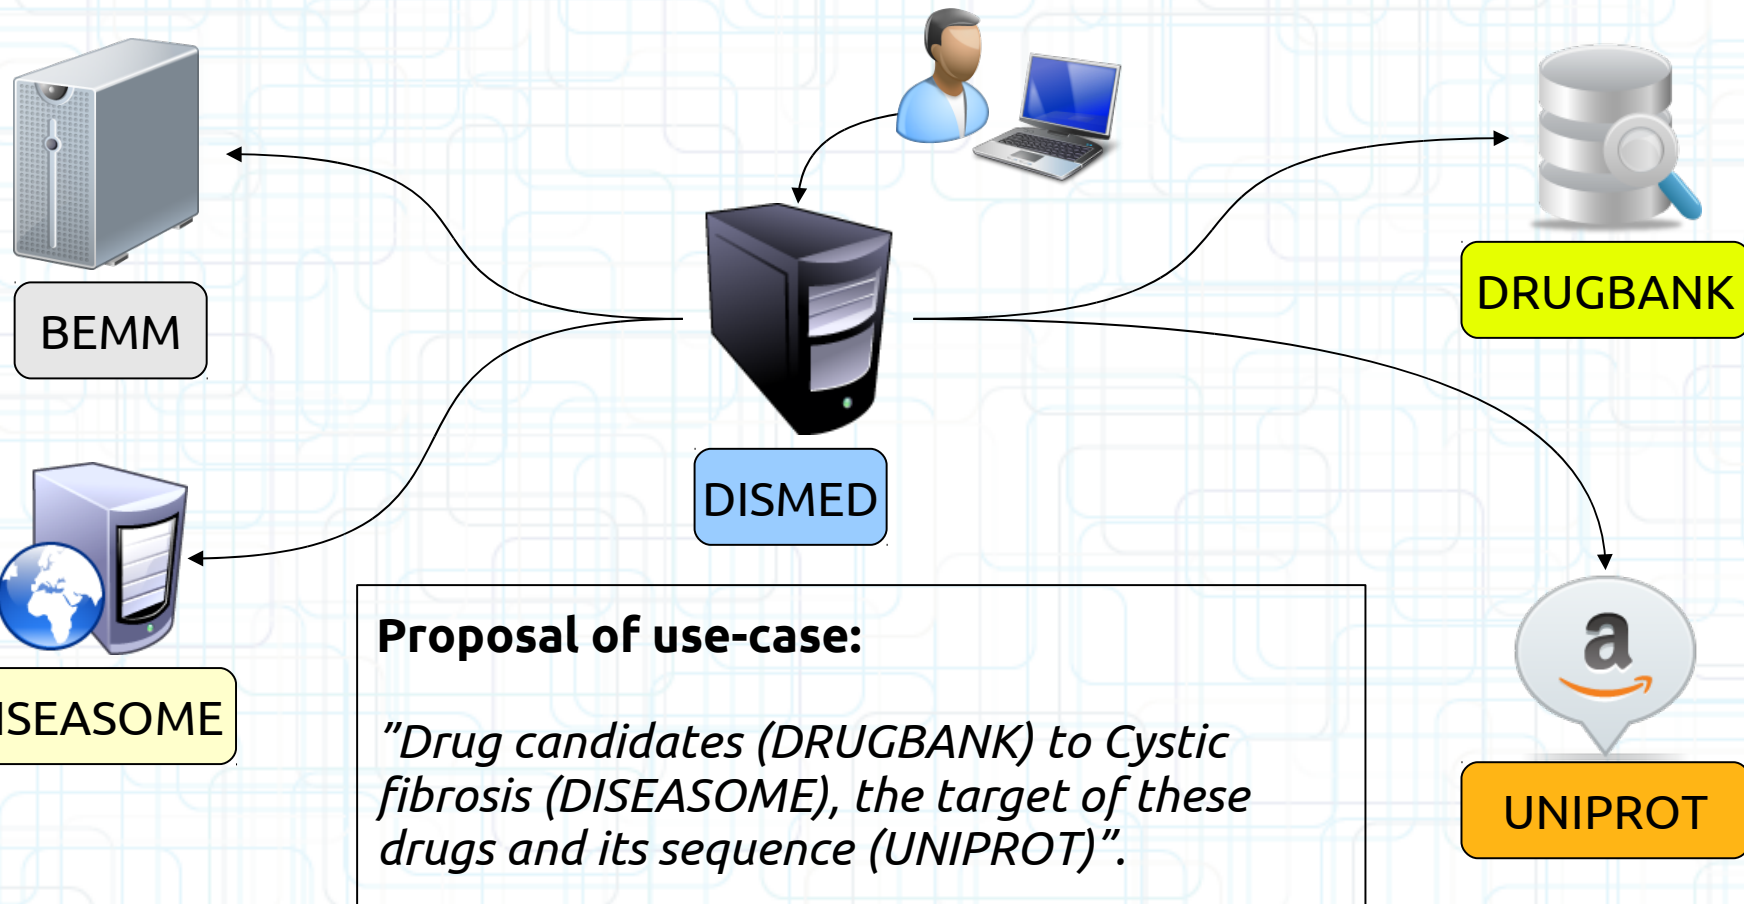 BEMM
DRUGBANK
DISMED
ISEASOME
Proposal of use-case:
"Drug candidates (DRUGBANK) to Cystic
fibrosis (DISEASOME), the target of these
drugs and its sequence (UNIPROT)".
a
UNIPROT